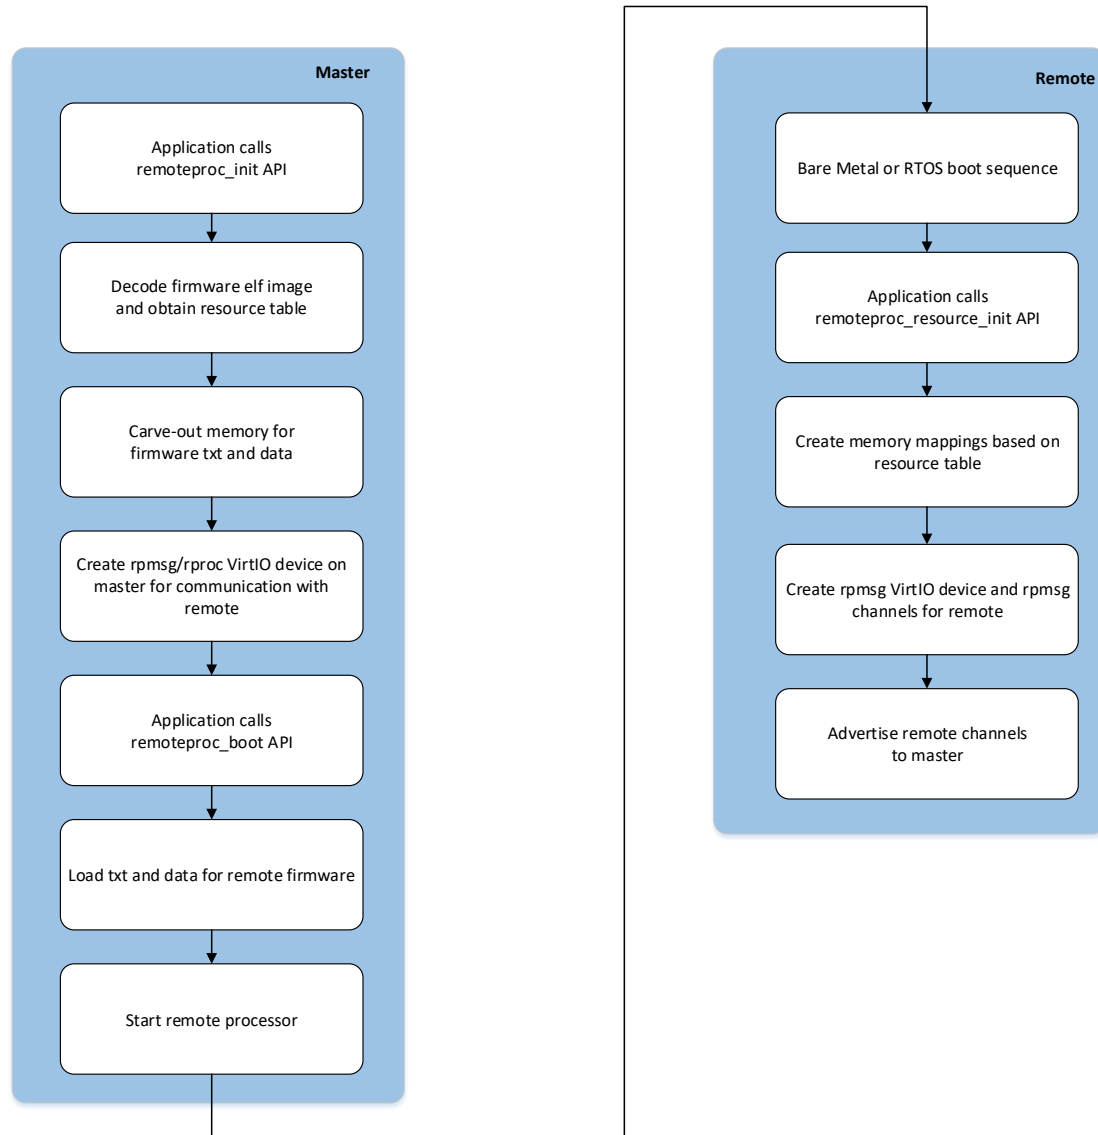 Master
Application calls
remoteproc_init API
Decode firmware elf image
and obtain resource table
Carve-out memory for
firmware txt and data
Create rpmsg/rproc VirtIO device on
master for communication with
remote
Application calls
remoteproc_boot API
Load txt and data for remote firmware
Start remote processor
Remote
Bare Metal or RTOS boot sequence
Application calls
remoteproc_resource_init API
Create memory mappings based on
resource table
Create rpmsg VirtIO device and rpmsg
channels for remote
Advertise remote channels
to master